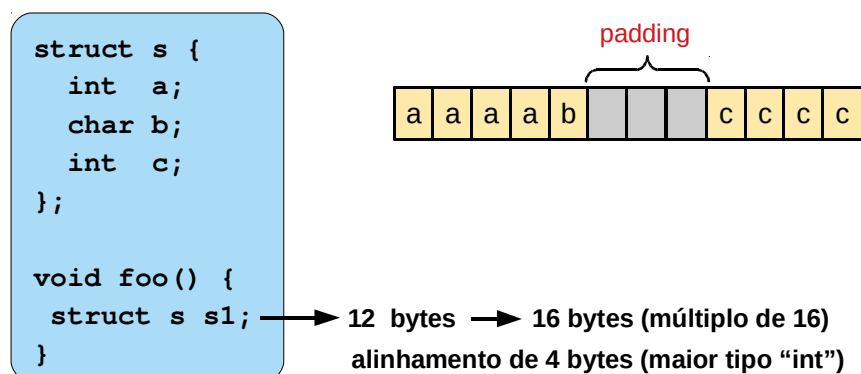 struct s {
int a;
char b;
int c;
};
void foo() {
struct s s1;
}
padding
a a a a b c c c c
12 bytes 16 bytes (múltiplo de 16)
alinhamento de 4 bytes (maior tipo “int”)